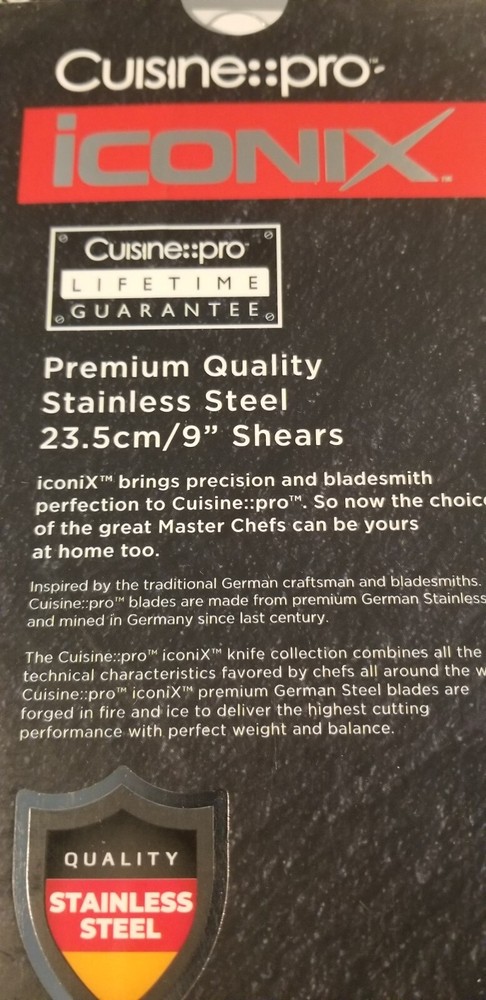 Cuisine::pro™
iconiX™
Cuisine::pro™
LIFETIME
GUARANTEE
Premium Quality
Stainless Steel
23.5cm/9” Shears
iconiX™ brings precision and bladesmith
perfection to Cuisine::pro™. So now the
of the great Master Chefs can be yours
at home too.
Inspired by the traditional German craftsman and bladesmiths.
Cuisine::pro™ blades are made from premium German Stainless
and mined in Germany since last century.
The Cuisine::pro™ iconiX™ knife collection combines all the
technical characteristics favored by chefs all around the
Cuisine::pro™ iconiX™ premium German Steel blades are
forged in fire and ice to deliver the highest cutting
performance with perfect weight and balance.
QUALITY
STAINLESS
STEEL